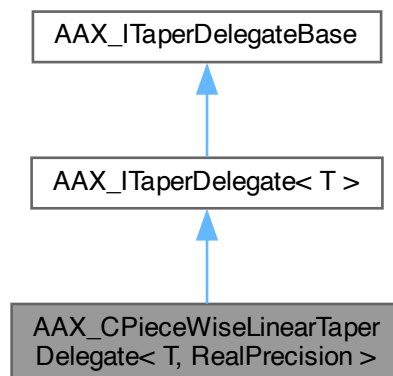 AAX_ITaperDelegateBase
AAX_ITaperDelegate< T >
AAX_CPieceWiseLinearTaper
Delegate< T, RealPrecision >